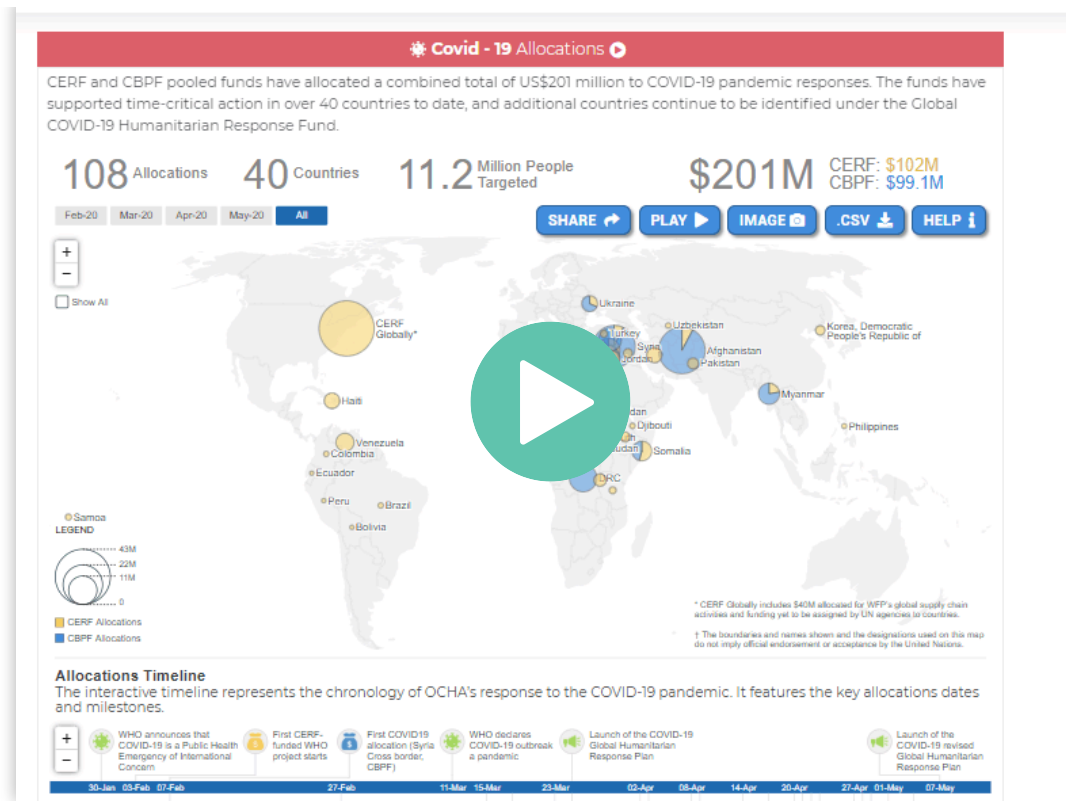 Covid - 19 Allocations
CERF and CBPF pooled funds have allocated a combined total of US$201 million to COVID-19 pandemic responses. The funds have
supported time-critical action in over 40 countries to date, and additional countries continue to be identified under the Global
COVID-19 Humanitarian Response Fund.
108 Allocations
40 Countries
11.2 Million People
Targeted
$201M
CERF: $102M
CBPF: $99.1M
Feb-20 Mar-20 Apr-20 May-20 All
SHARE PLAY IMAGE .CSV HELP
+
−
Show All
Ukraine
CERF
Globally*
Turkey
Uzbekistan
Korea, Democratic
People's Republic of
Syria
Jordan
Afghanistan
Pakistan
Haiti
Myanmar
dan
Djibouti
Philippines
Venezuela
Colombia
udan
Somalia
Ecuador
DRC
Peru
Brazil
Samoa
Bolivia
LEGEND
43M
22M
11M
0
CERF Allocations
CBPF Allocations
* CERF Globally includes $40M allocated for WFP's global supply chain
activities and funding yet to be assigned by UN agencies to countries.
† The boundaries and names shown and the designations used on this map
do not imply official endorsement or acceptance by the United Nations.
Allocations Timeline
The interactive timeline represents the chronology of OCHA's response to the COVID-19 pandemic. It features the key allocations dates
and milestones.
+
−
WHO announces that
COVID-19 is a Public Health
Emergency of International
Concern
First CERF-
funded WHO
project starts
First COVID19
allocation (Syria
Cross border,
CBPF)
WHO declares
COVID-19 outbreak
a pandemic
Launch of the COVID-19
Global Humanitarian
Response Plan
Launch of the
COVID-19 revised
Global Humanitarian
Response Plan
30-Jan 03-Feb 07-Feb 27-Feb 11-Mar 15-Mar 23-Mar 02-Apr 08-Apr 14-Apr 20-Apr 27-Apr 01-May 07-May